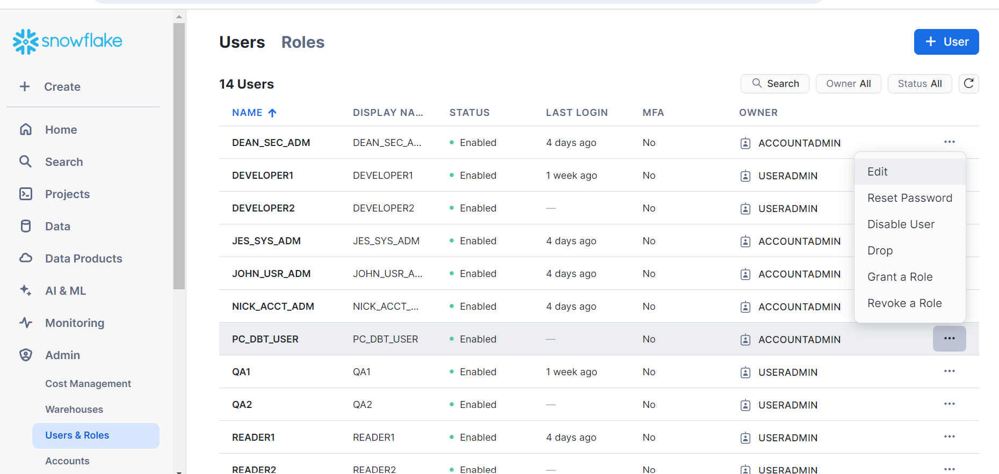 snowflake
Create
Home
Search
Projects
Data
Data Products
AI & ML
Monitoring
Admin
Cost Management
Warehouses
Users & Roles
Accounts
Users Roles
+ User
14 Users
Search
Owner All
Status All
NAME DISPLAY NA... STATUS LAST LOGIN MFA OWNER
DEAN_SEC_ADM DEAN_SEC_A... Enabled 4 days ago No ACCOUNTADMIN
DEVELOPER1 DEVELOPER1 Enabled 1 week ago No USERADMIN
DEVELOPER2 DEVELOPER2 Enabled — No USERADMIN
JES_SYS_ADM JES_SYS_ADM Enabled 4 days ago No ACCOUNTADMIN
JOHN_USR_ADM JOHN_USR_A... Enabled 4 days ago No ACCOUNTADMIN
NICK_ACCT_ADM NICK_ACCT_... Enabled 4 days ago No ACCOUNTADMIN
PC_DBT_USER PC_DBT_USER Enabled — No ACCOUNTADMIN
QA1 QA1 Enabled 1 week ago No USERADMIN
QA2 QA2 Enabled — No USERADMIN
READER1 READER1 Enabled 4 days ago No USERADMIN
READER2 READER2 Enabled — No USERADMIN
Edit
Reset Password
Disable User
Drop
Grant a Role
Revoke a Role